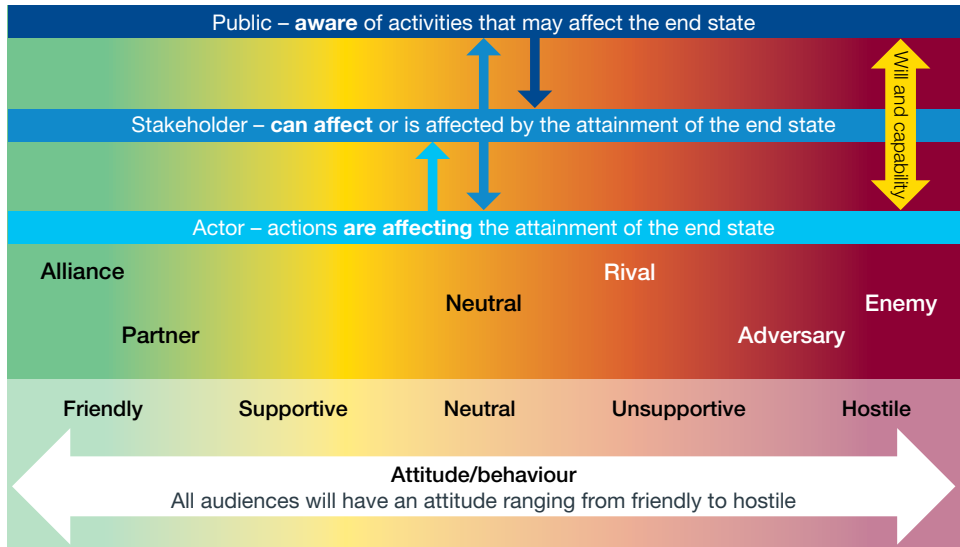 Public – aware of activities that may affect the end state
Will and capability
Stakeholder – can affect or is affected by the attainment of the end state
Actor – actions are affecting the attainment of the end state
Alliance
Rival
Neutral
Enemy
Partner
Adversary
Friendly
Supportive
Neutral
Unsupportive
Hostile
Attitude/behaviour
All audiences will have an attitude ranging from friendly to hostile